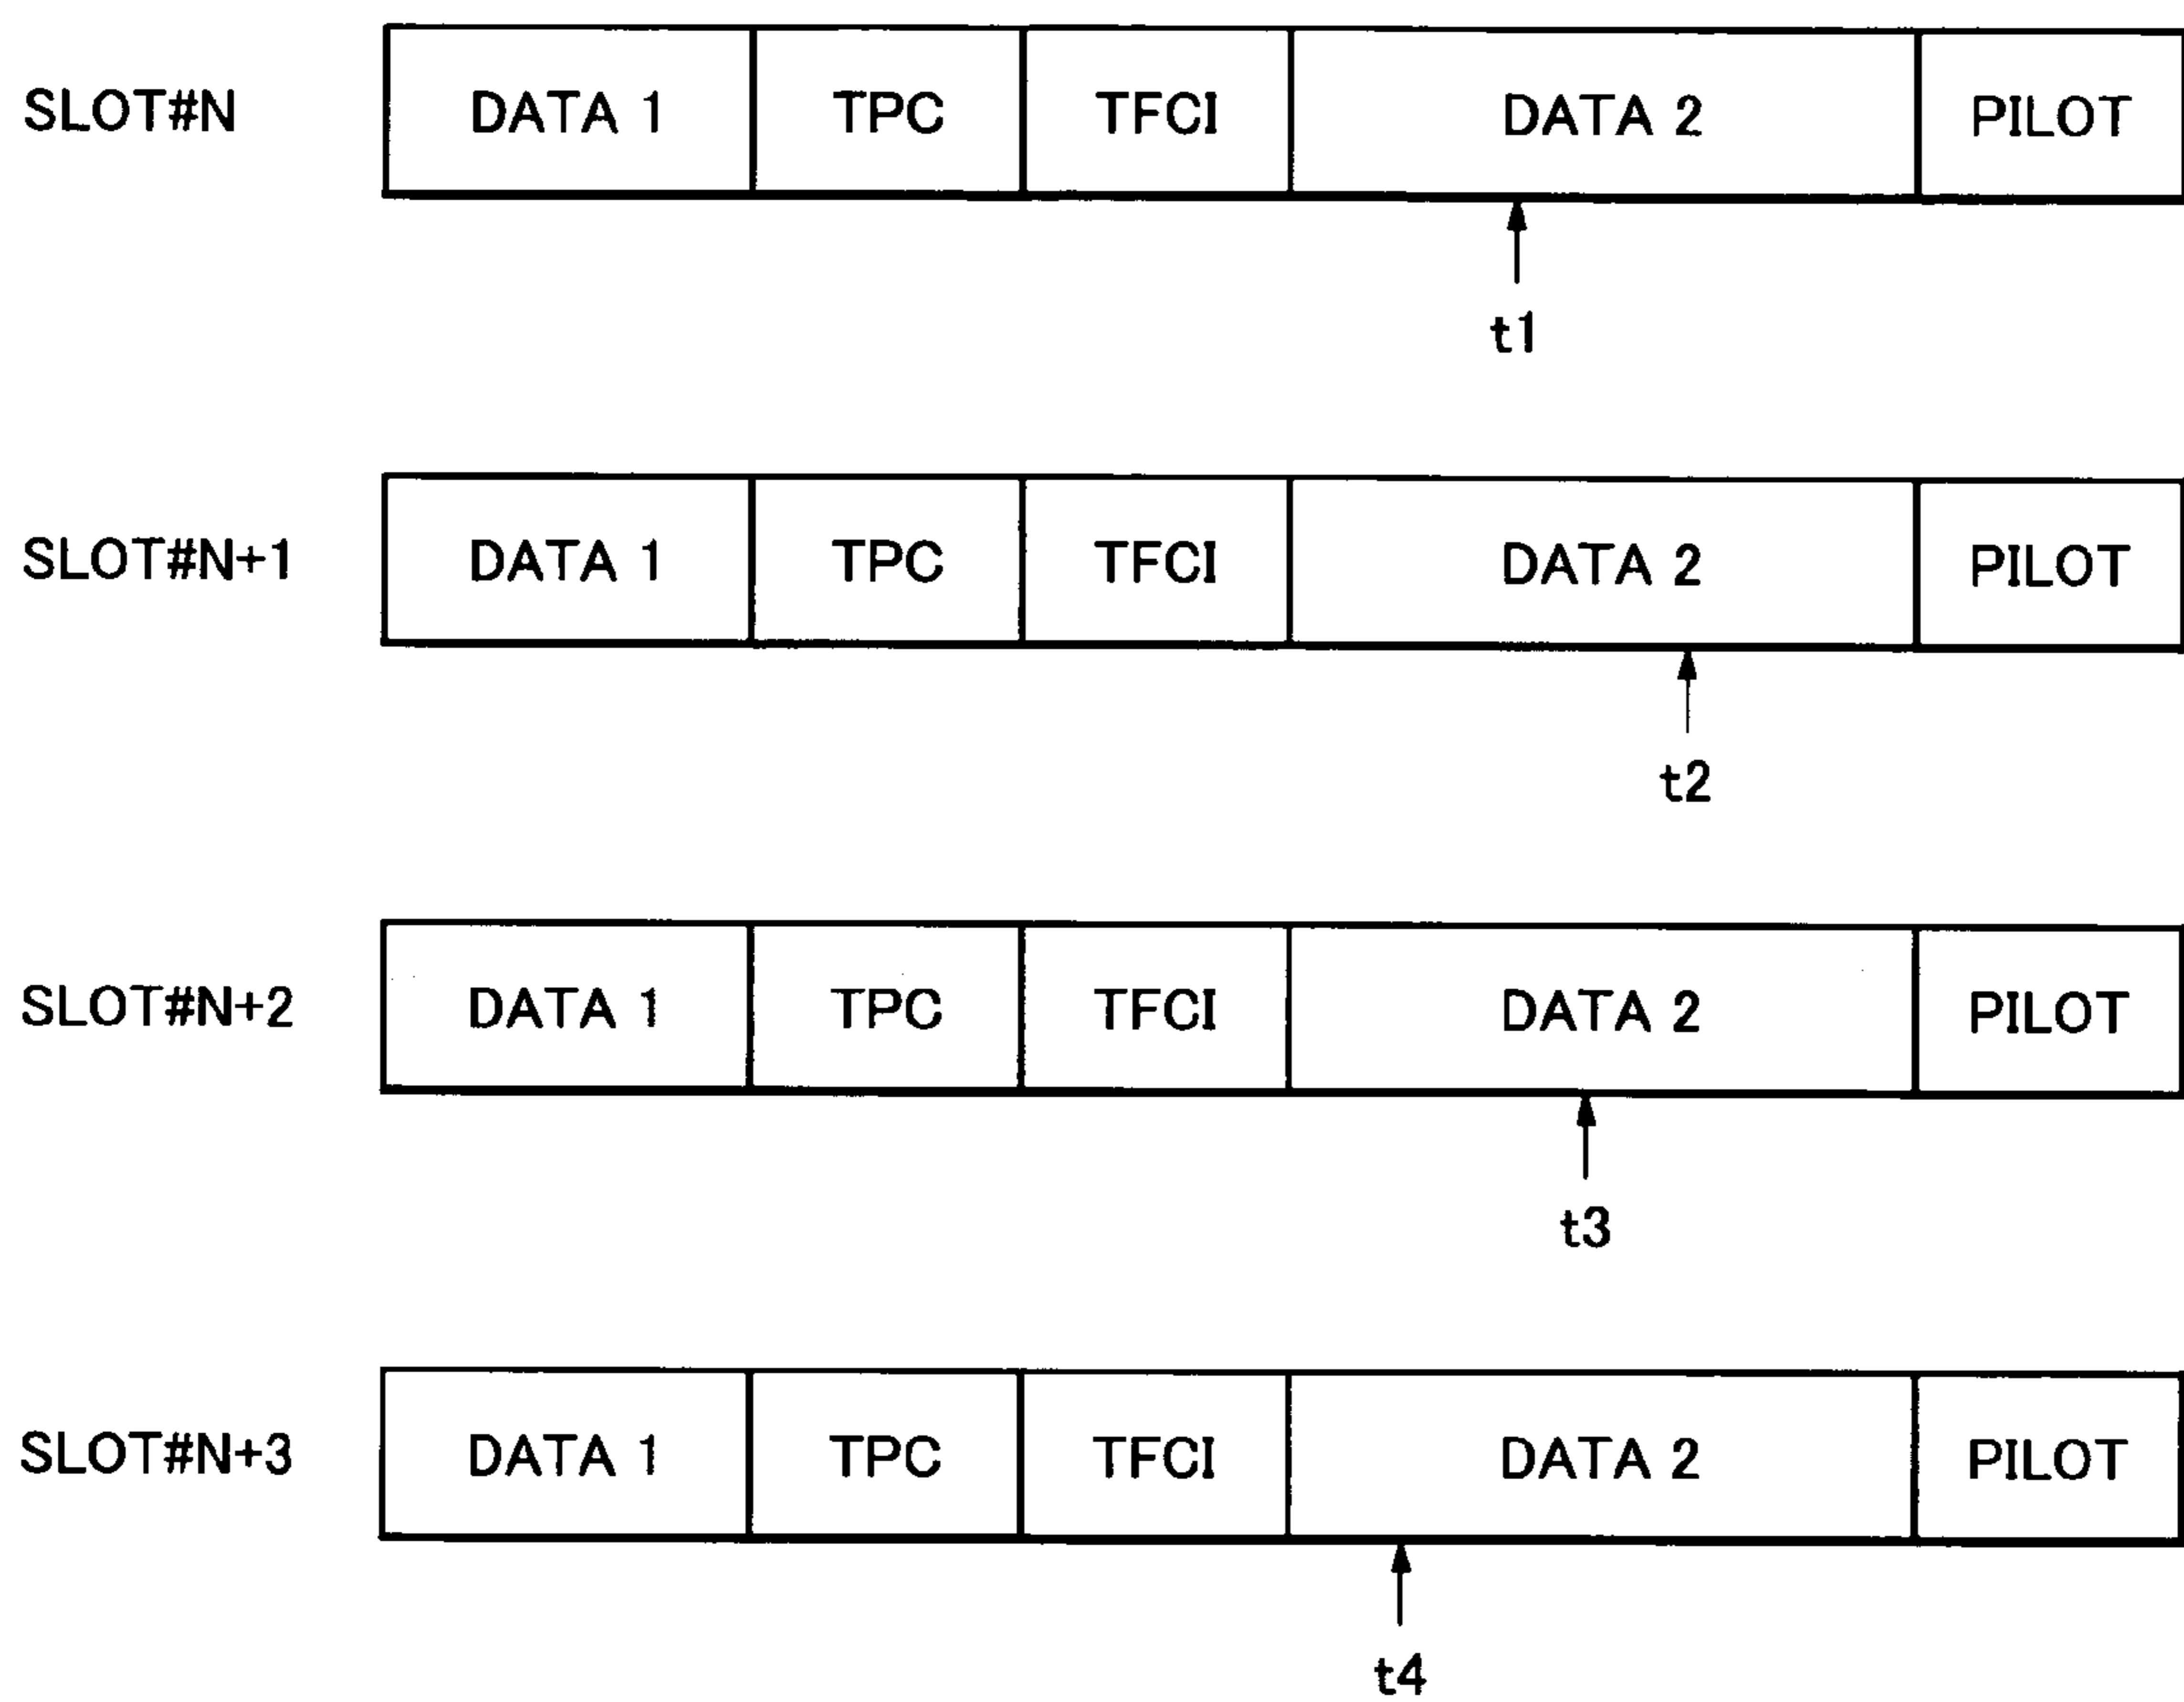 SLOT#N DATA 1 TPC TFCI DATA 2 PILOT
t1
SLOT#N+1 DATA 1 TPC TFCI DATA 2 PILOT
t2
SLOT#N+2 DATA 1 TPC TFCI DATA 2 PILOT
t3
SLOT#N+3 DATA 1 TPC TFCI DATA 2 PILOT
t4